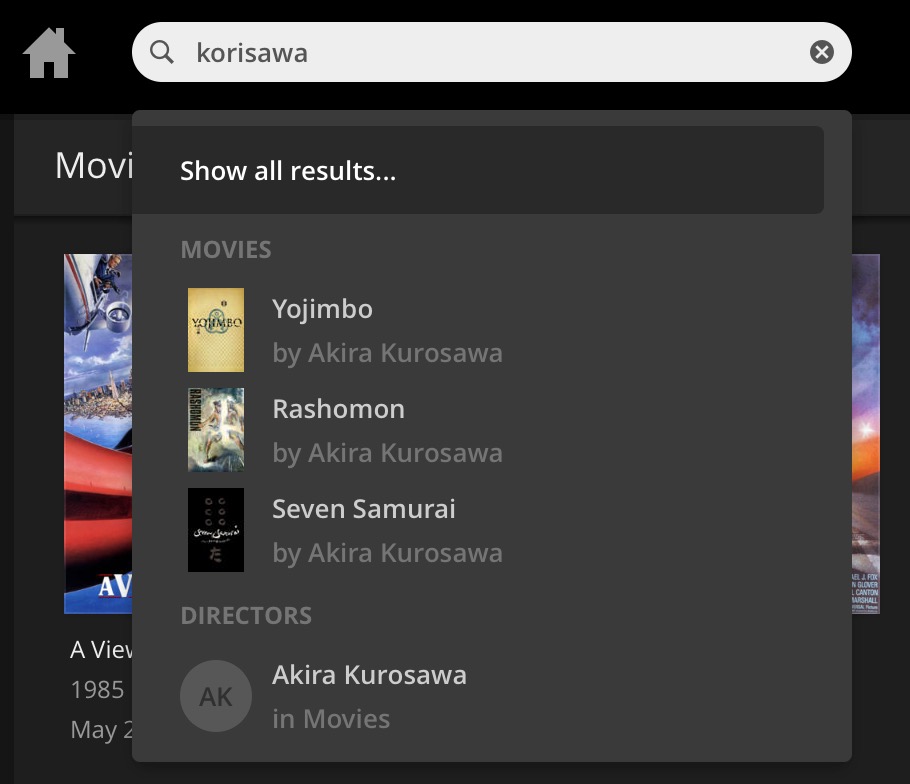 korisawa
Movi
Show all results...
MOVIES
YOJIMBO
Yojimbo
by Akira Kurosawa
RASHOMON
Rashomon
by Akira Kurosawa
Seven Samurai
Seven Samurai
by Akira Kurosawa
DIRECTORS
AK
Akira Kurosawa
in Movies
AV
A View
1985
May 2
AEL J. FOX
N GLOVER
L CANTON
MARSHALL